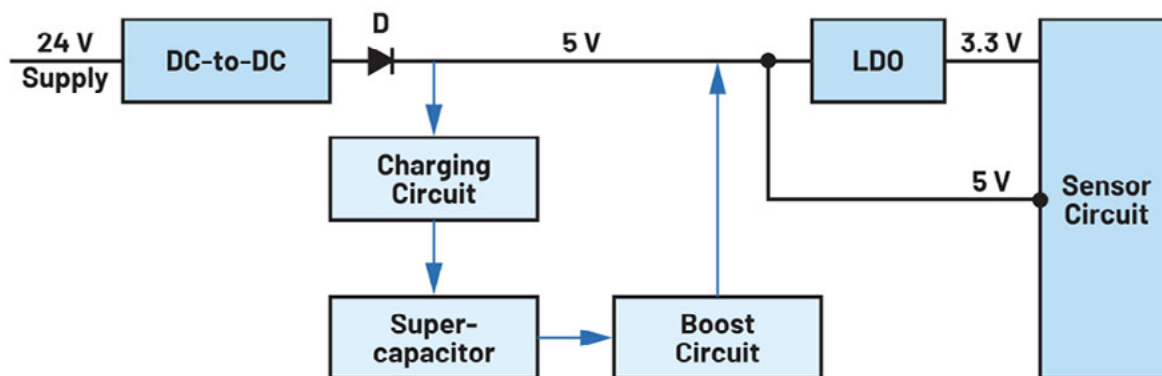 24 V
Supply
DC-to-DC
D
5 V
LDO
3.3 V
Charging
Circuit
5 V
Sensor
Circuit
Super-
capacitor
Boost
Circuit